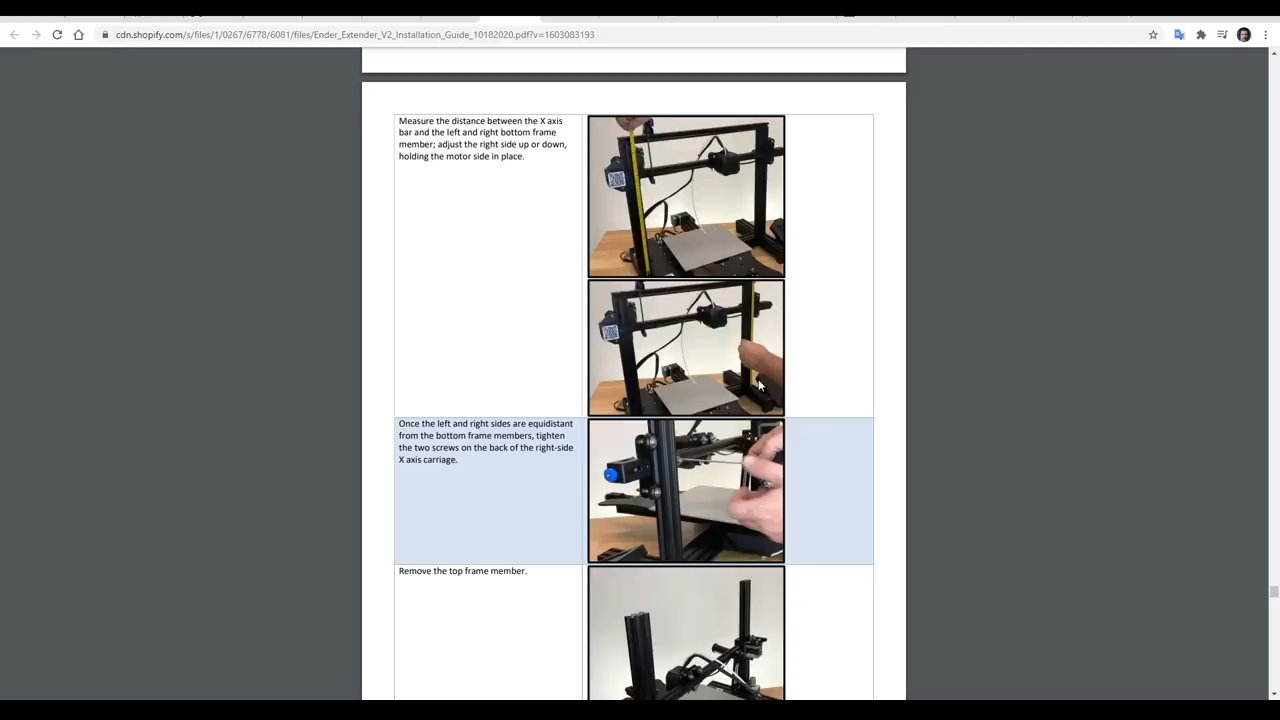 cdn.shopify.com/s/files/1/0267/6778/6081/files/Ender_Extender_V2_Installation_Guide_10182020.pdf?v=1603083193
Measure the distance between the X axis
bar and the left and right bottom frame
member; adjust the right side up or down,
holding the motor side in place.
Once the left and right sides are equidistant
from the bottom frame members, tighten
the two screws on the back of the right-side
X axis carriage.
Remove the top frame member.